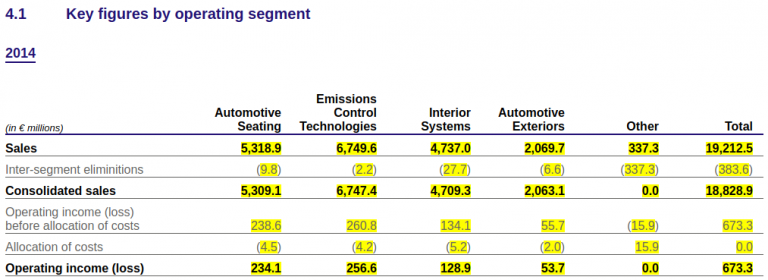 4.1 Key figures by operating segment
2014
(in € millions) Automotive Seating Emissions Control Technologies Interior Systems Automotive Exteriors Other Total
Sales 5,318.9 6,749.6 4,737.0 2,069.7 337.3 19,212.5
Inter-segment eliminitions (9.8) (2.2) (27.7) (6.6) (337.3) (383.6)
Consolidated sales 5,309.1 6,747.4 4,709.3 2,063.1 0.0 18,828.9
Operating income (loss)
before allocation of costs 238.6 260.8 134.1 55.7 (15.9) 673.3
Allocation of costs (4.5) (4.2) (5.2) (2.0) 15.9 0.0
Operating income (loss) 234.1 256.6 128.9 53.7 0.0 673.3